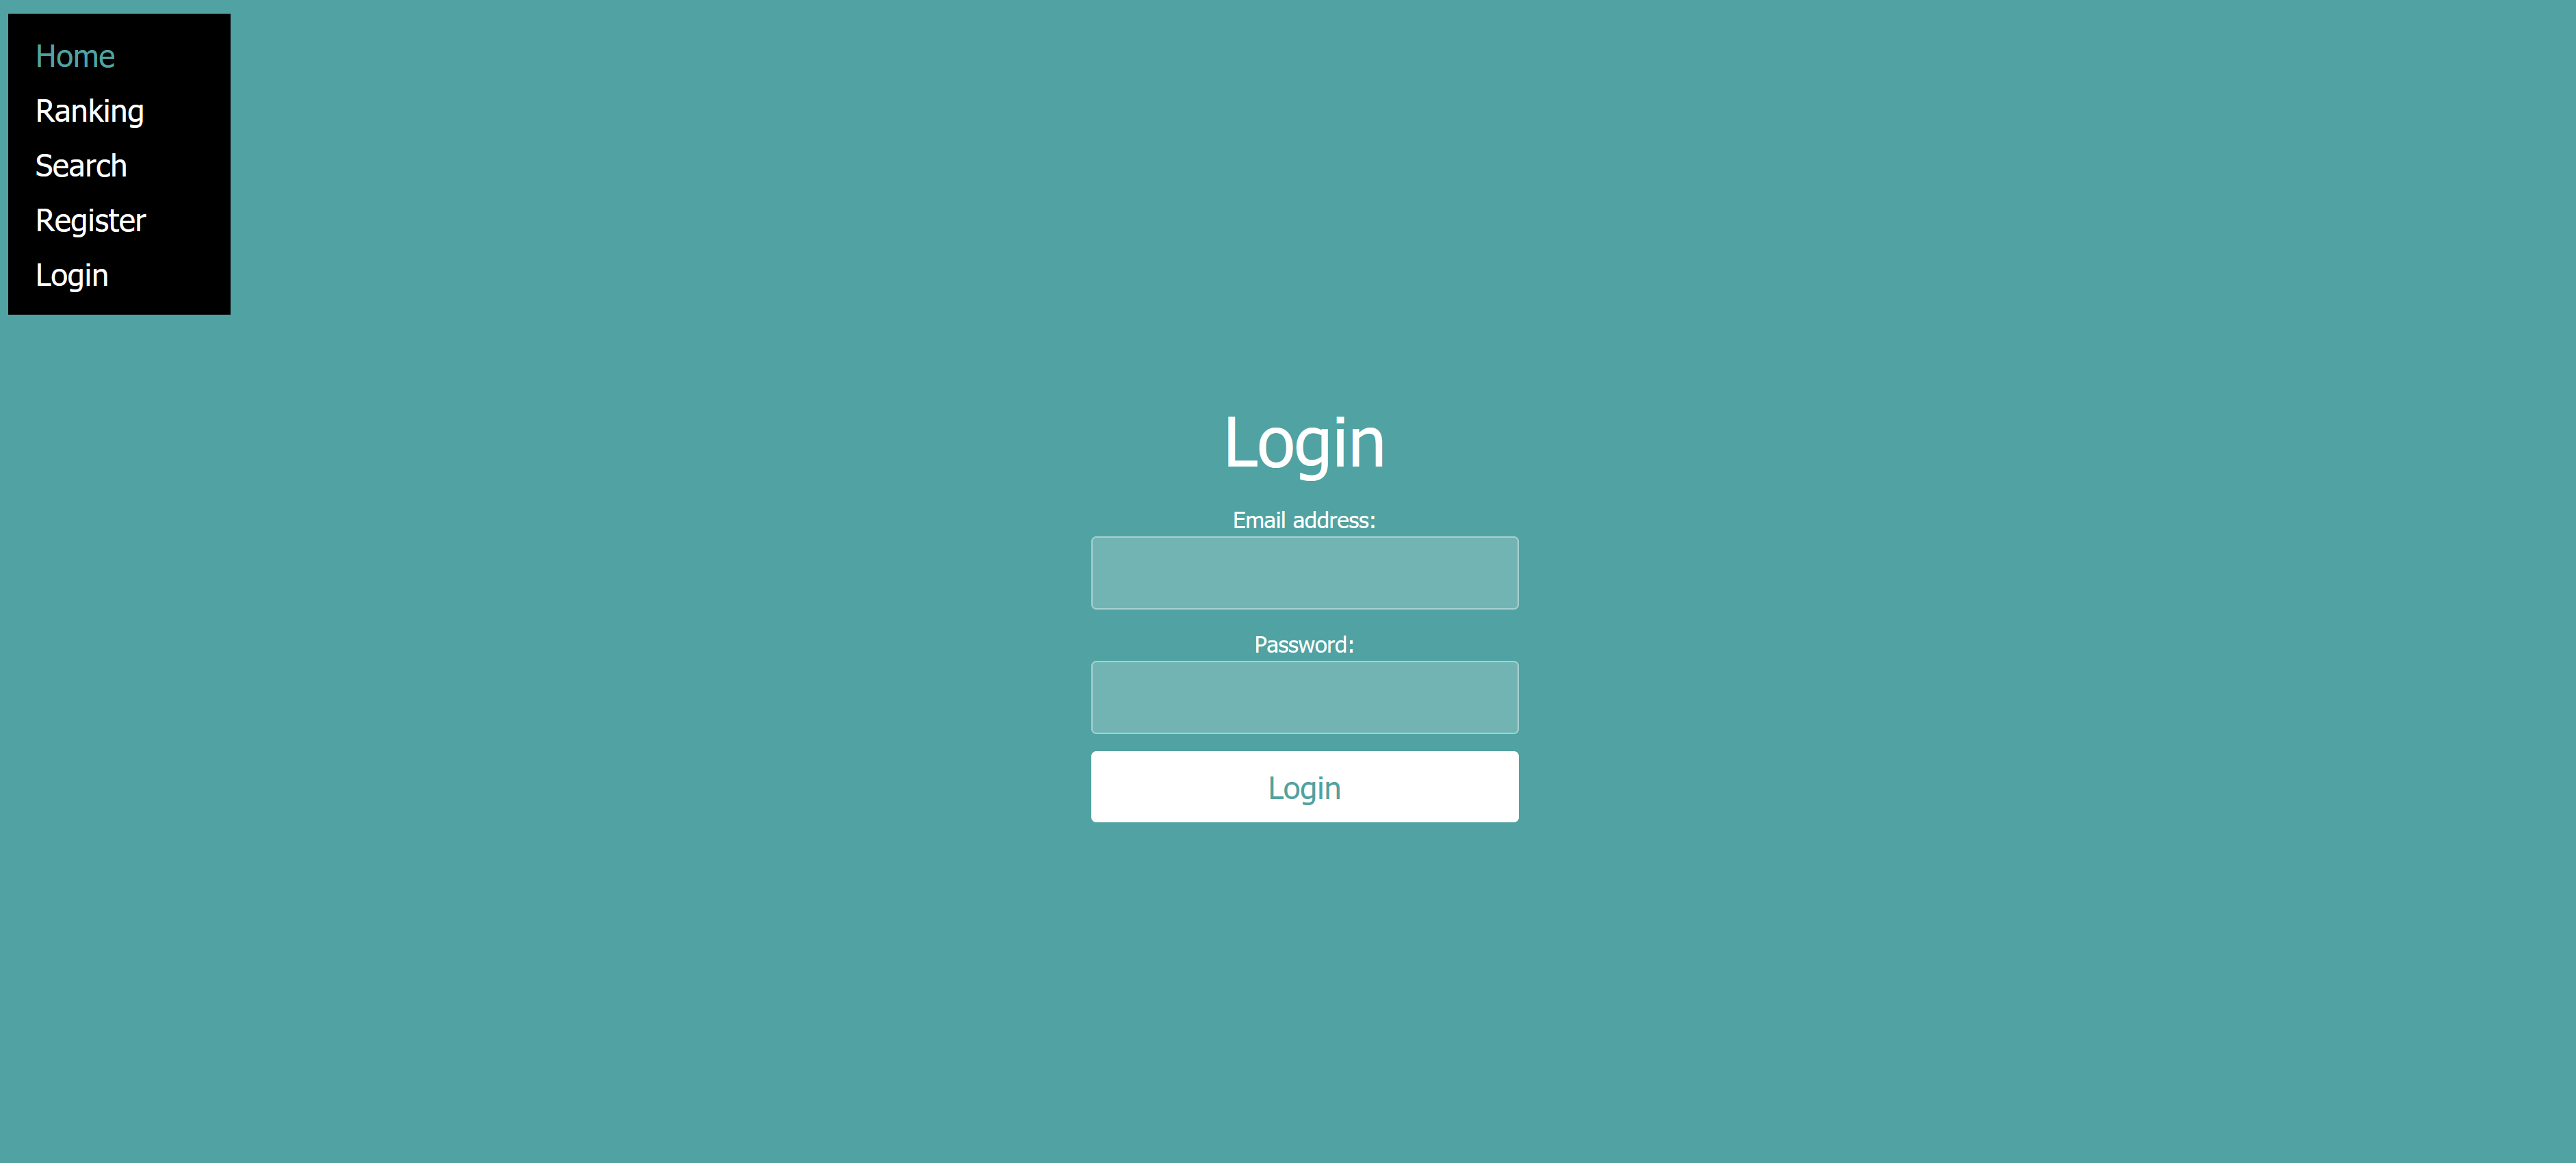 Home
Ranking
Search
Register
Login
Login
Email address:
Password:
Login